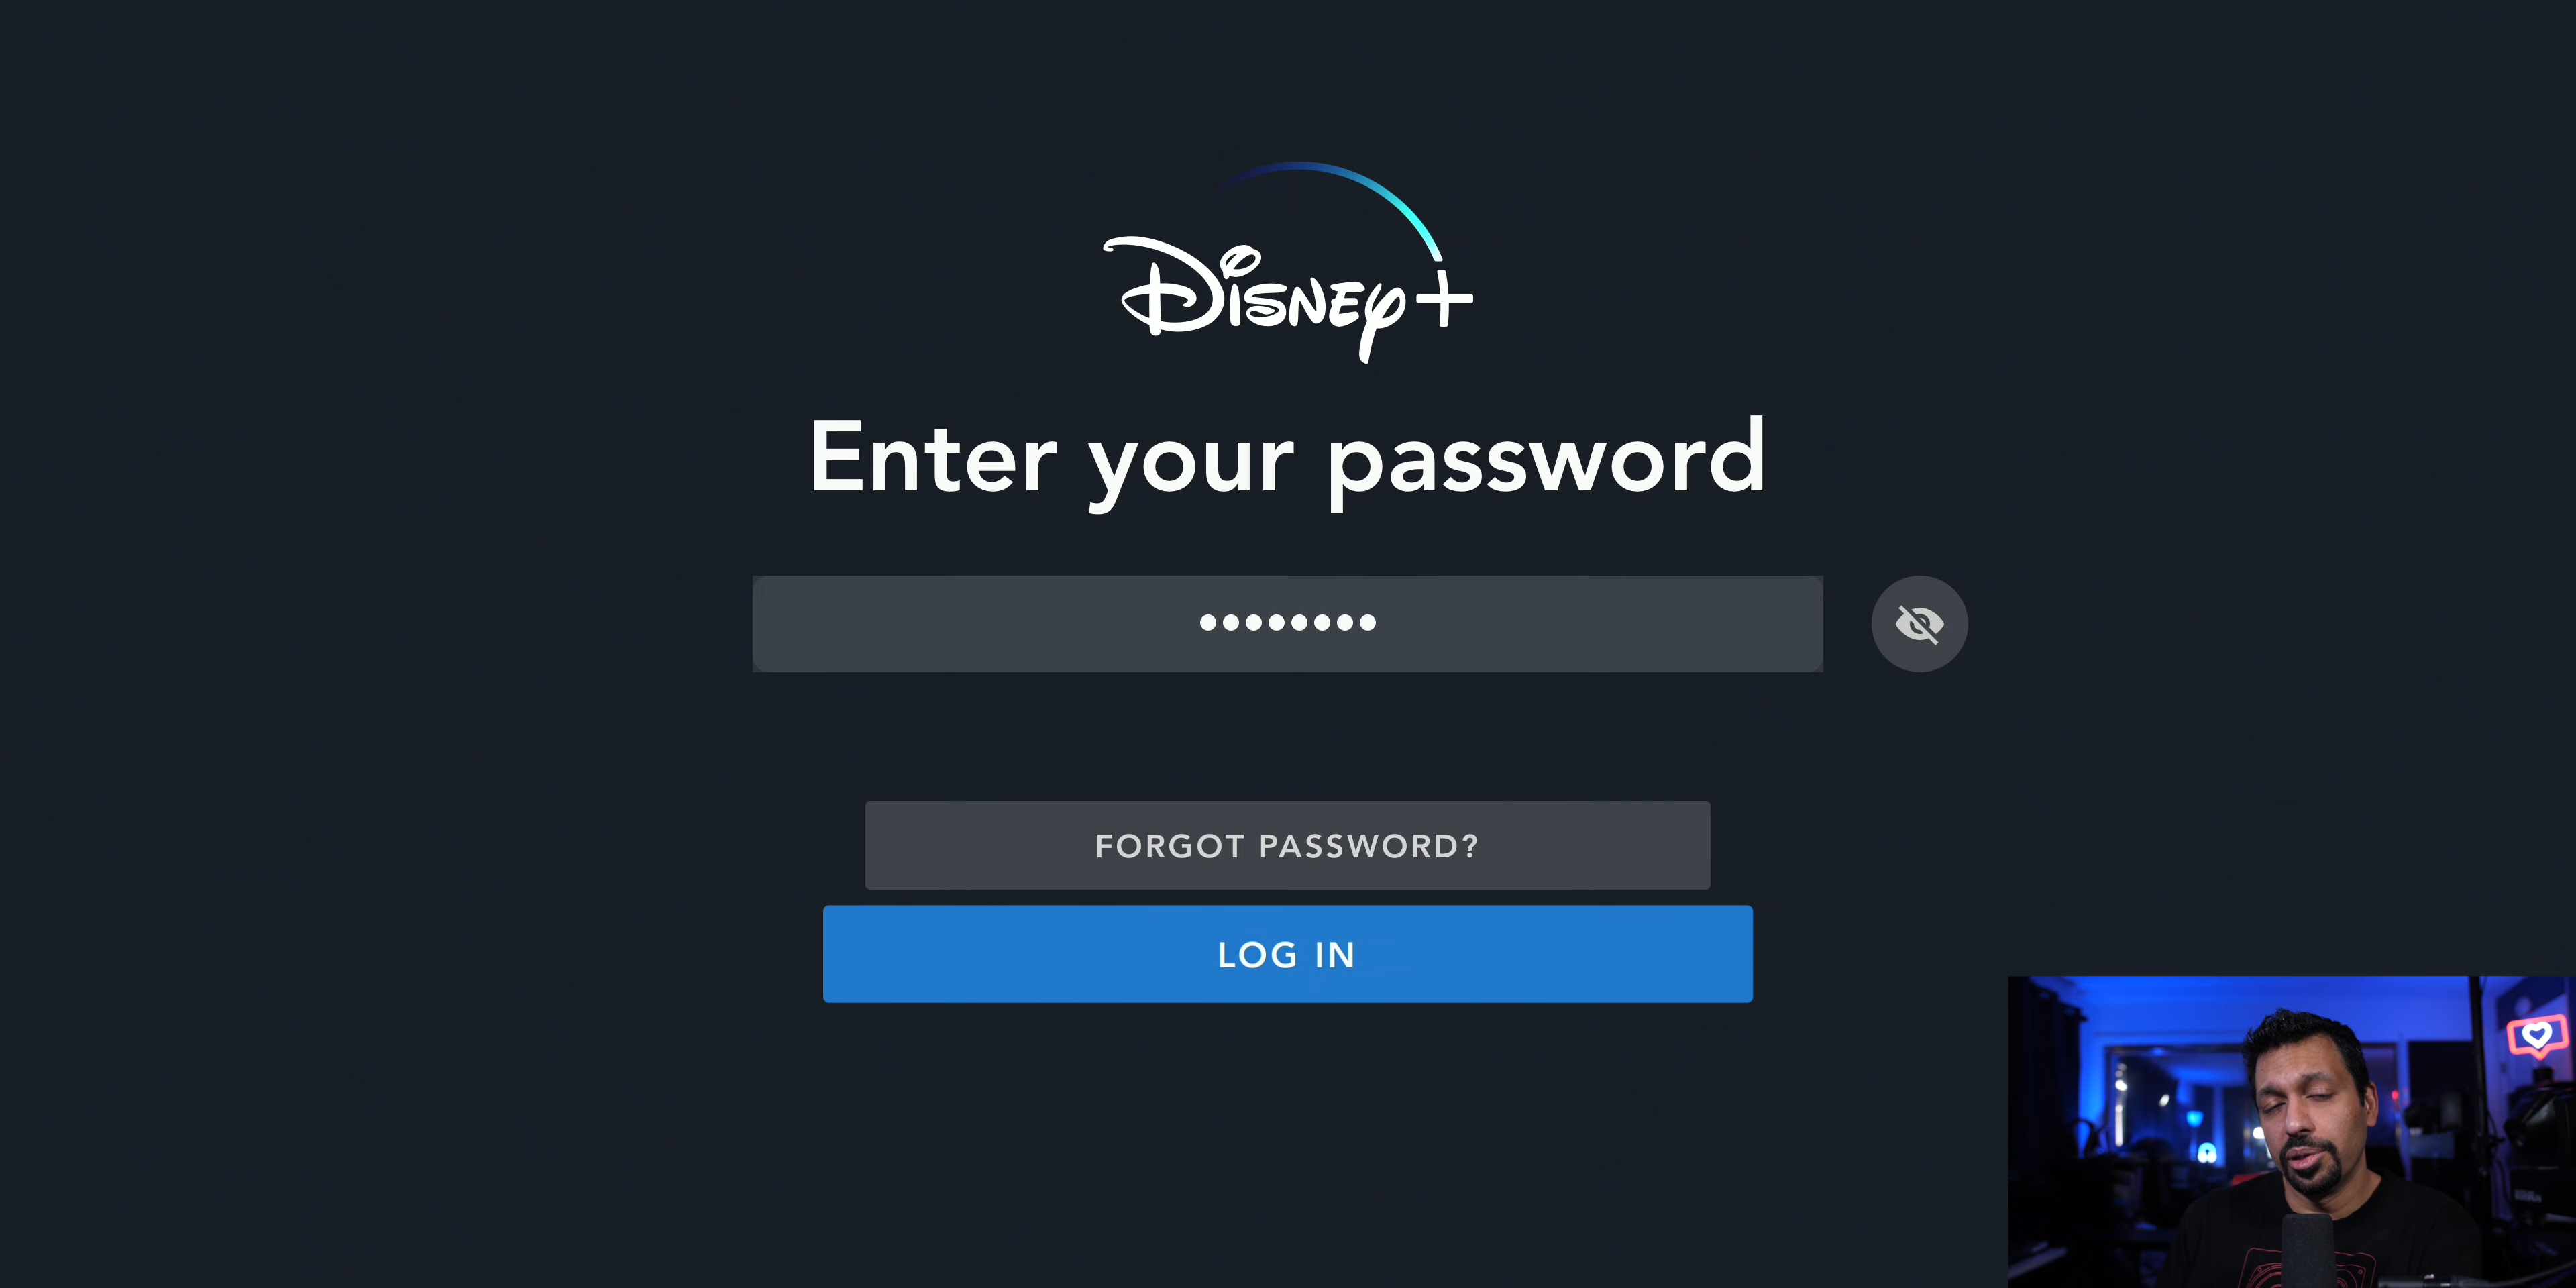 Disney+
Enter your password
••••••••
FORGOT PASSWORD?
LOG IN